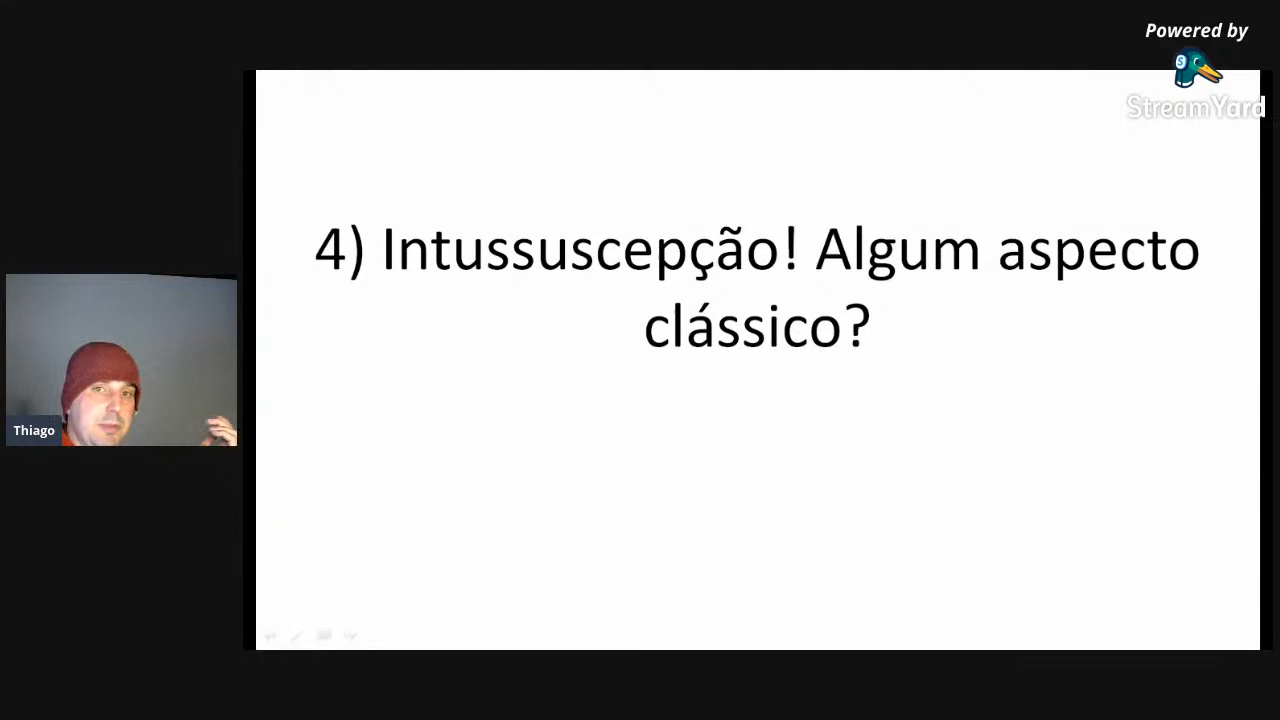 Powered by
StreamYard
4) Intussuscepção! Algum aspecto
clássico?
Thiago